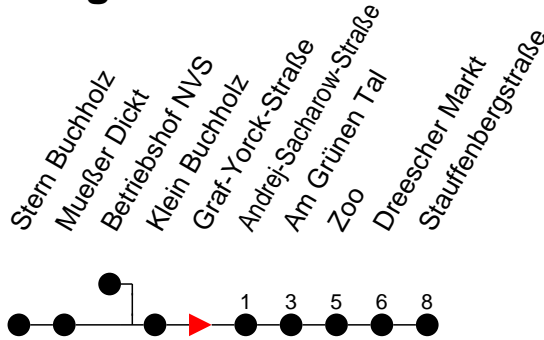 Stern Buchholz
Mueßer Dickt
Betriebshof NVS
Klein Buchholz
Graf-Yorck-Straße
Andrej-Sacharow-Straße
Am Grünen Tal
Zoo
Dreescher Markt
Stauffenbergstraße
1 3 5 6 8